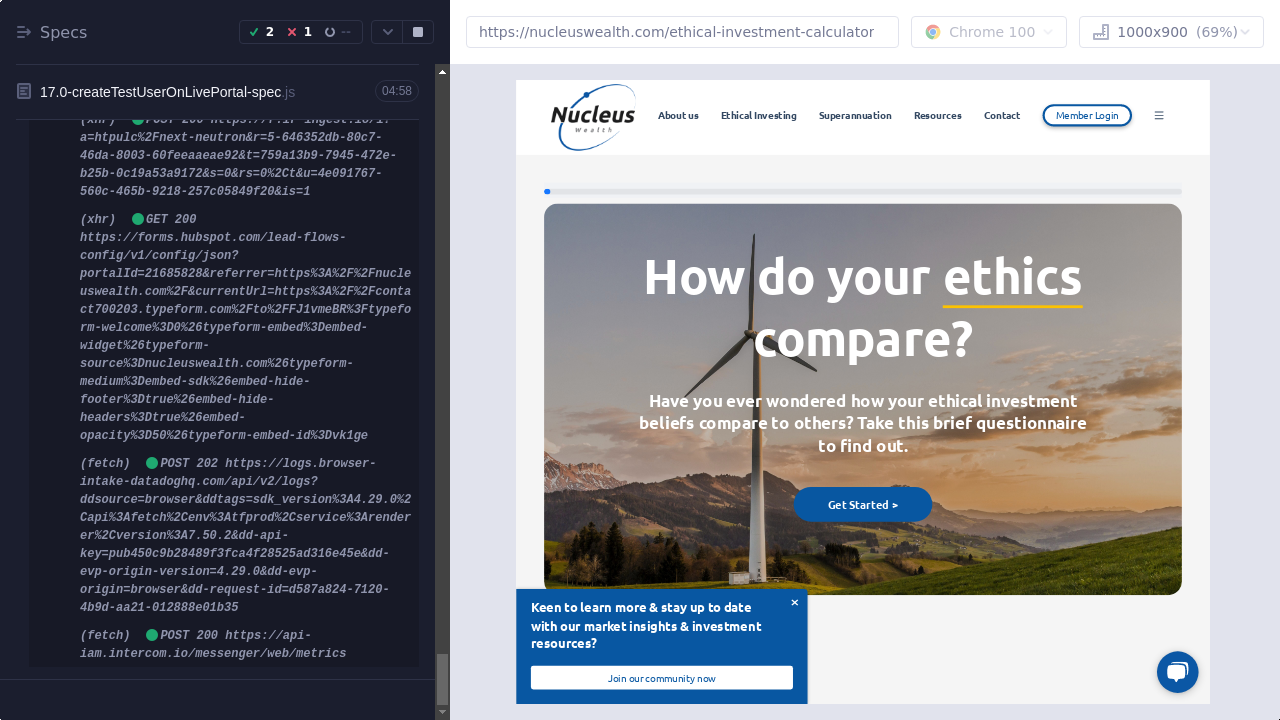 Specs
2
1
--
17.0-createTestUserOnLivePortal-spec.js
04:58
a=htpulc%2Fnext-neutron&r=5-646352db-80c7-
46da-8003-60feeaaeae92&t=759a13b9-7945-472e-
b25b-0c19a53a9172&s=0&rs=0%2Ct&u=4e091767-
560c-465b-9218-257c05849f20&is=1
(xhr) GET 200
https://forms.hubspot.com/lead-flows-
config/v1/config/json?
portalId=21685828&referrer=https%3A%2F%2Fnucle
uswealth.com%2F&currentUrl=https%3A%2F%2Fconta
ct700203.typeform.com%2Fto%2FFJ1vmeBR%3Ftypefo
rm-welcome%3D0%26typeform-embed%3Dembed-
widget%26typeform-
source%3Dnucleuswealth.com%26typeform-
medium%3Dembed-sdk%26embed-hide-
footer%3Dtrue%26embed-hide-
headers%3Dtrue%26embed-
opacity%3D50%26typeform-embed-id%3Dvk1ge
(fetch) POST 202 https://logs.browser-
intake-datadoghq.com/api/v2/logs?
ddsource=browser&ddtags=sdk_version%3A4.29.0%2
Capi%3Afetch%2Cenv%3Atfprod%2Cservice%3Arender
er%2Cversion%3A7.50.2&dd-api-
key=pub450c9b28489f3fca4f28525ad316e45e&dd-
evp-origin-version=4.29.0&dd-evp-
origin=browser&dd-request-id=d587a824-7120-
4b9d-aa21-012888e01b35
(fetch) POST 200 https://api-
iam.intercom.io/messenger/web/metrics
https://nucleuswealth.com/ethical-investment-calculator
Chrome 100
1000x900 (69%)
Nucleus
Wealth
About us
Ethical Investing
Superannuation
Resources
Contact
Member Login
How do your ethics
compare?
Have you ever wondered how your ethical investment
beliefs compare to others? Take this brief questionnaire
to find out.
Get Started >
Keen to learn more & stay up to date
with our market insights & investment
resources?
×
Join our community now